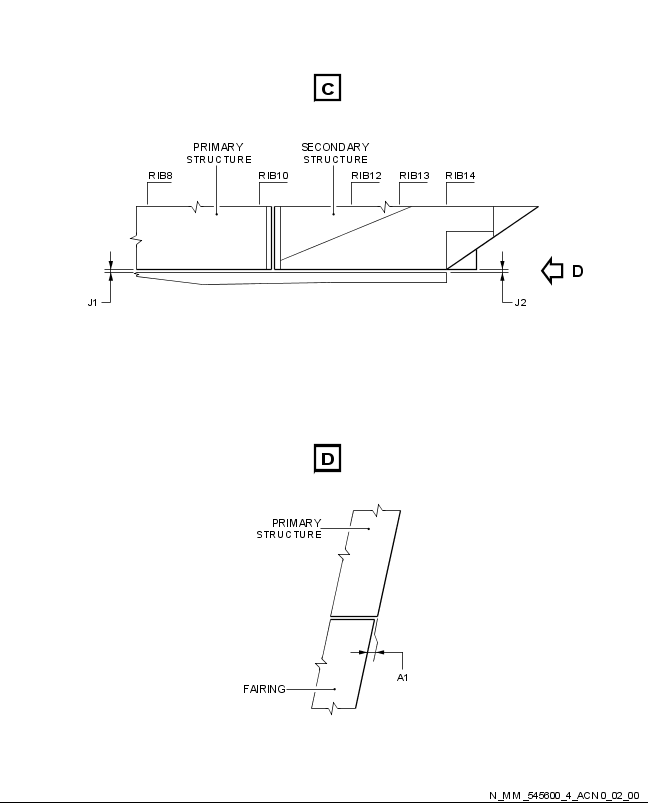 C
PRIMARY
STRUCTURE
SECONDARY
STRUCTURE
RIB8
RIB10
RIB12
RIB13
RIB14
D
J1
J2
D
PRIMARY
STRUCTURE
A1
FAIRING
N_MM_545600_4_ACN0_02_00